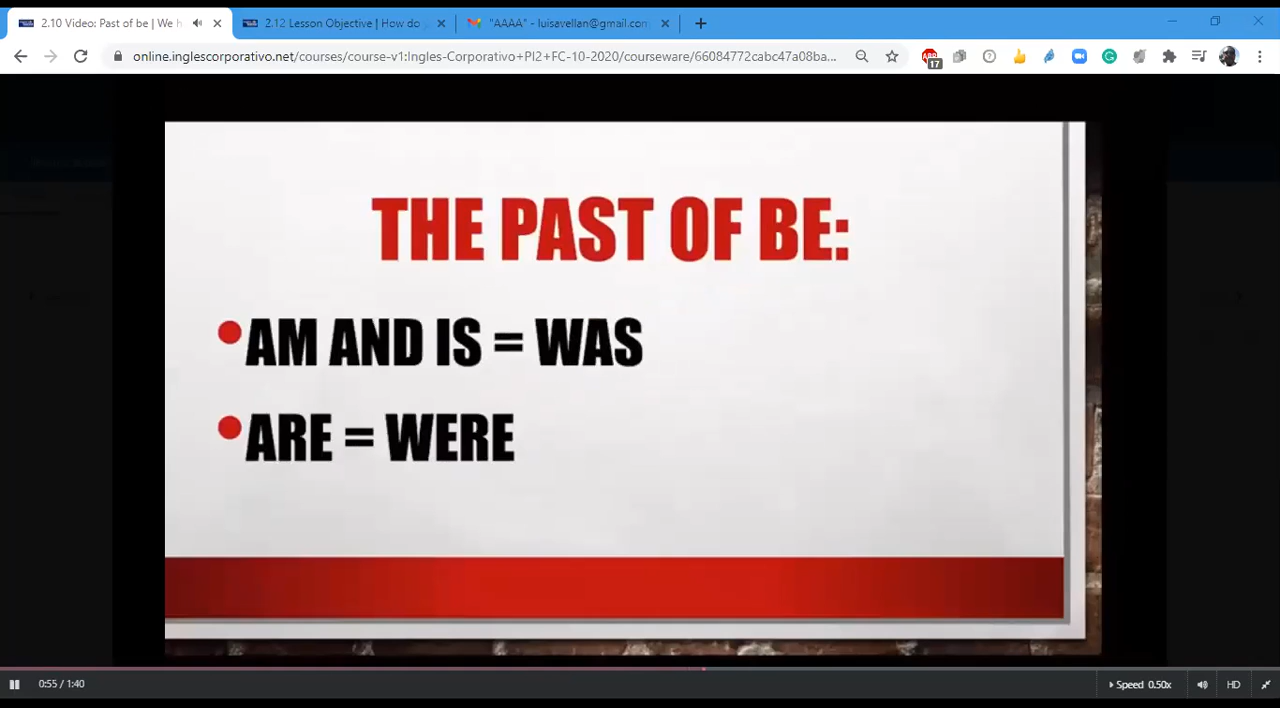 2.10 Video: Past of be | We h
2.12 Lesson Objective | How do
"AAAA" - luisavellan@gmail.com
online.inglescorporativo.net/courses/course-v1:Ingles-Corporativo+PI2+FC-10-2020/courseware/66084772cabc47a08ba...
17
THE PAST OF BE:
•AM AND IS = WAS
•ARE = WERE
0:55 / 1:40
Speed 0.50x
HD